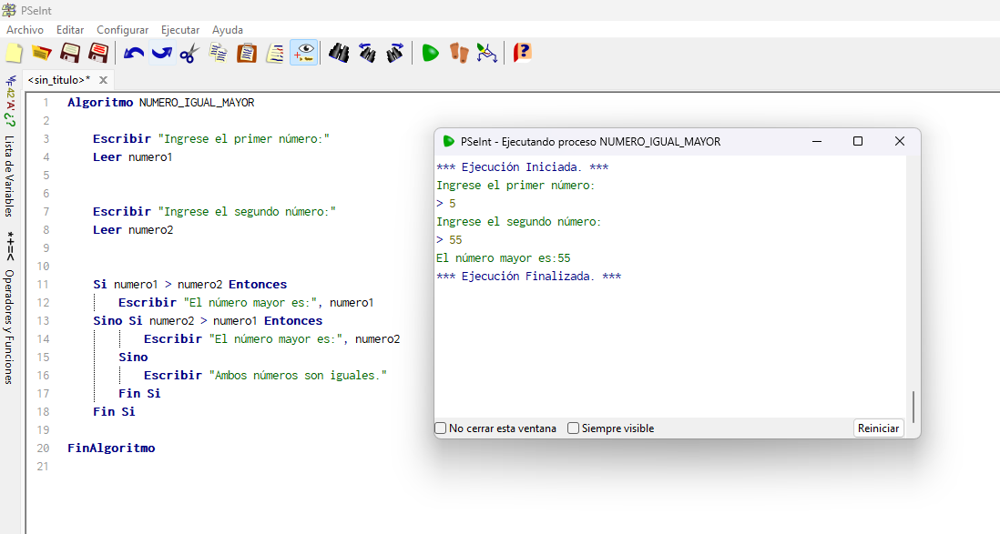 PSeInt
Archivo Editar Configurar Ejecutar Ayuda
<sin_titulo>* X
42 'A' ¿?
Lista de Variables
*+=<
Operadores y Funciones
1 Algoritmo NUMERO_IGUAL_MAYOR
2
3 Escribir "Ingrese el primer número:"
4 Leer numero1
5
6
7 Escribir "Ingrese el segundo número:"
8 Leer numero2
9
10
11 Si numero1 > numero2 Entonces
12 Escribir "El número mayor es:", numero1
13 Sino Si numero2 > numero1 Entonces
14 Escribir "El número mayor es:", numero2
15 Sino
16 Escribir "Ambos números son iguales."
17 Fin Si
18 Fin Si
19
20 FinAlgoritmo
21
PSeInt - Ejecutando proceso NUMERO_IGUAL_MAYOR
*** Ejecución Iniciada. ***
Ingrese el primer número:
> 5
Ingrese el segundo número:
> 55
El número mayor es:55
*** Ejecución Finalizada. ***
No cerrar esta ventana Siempre visible Reiniciar